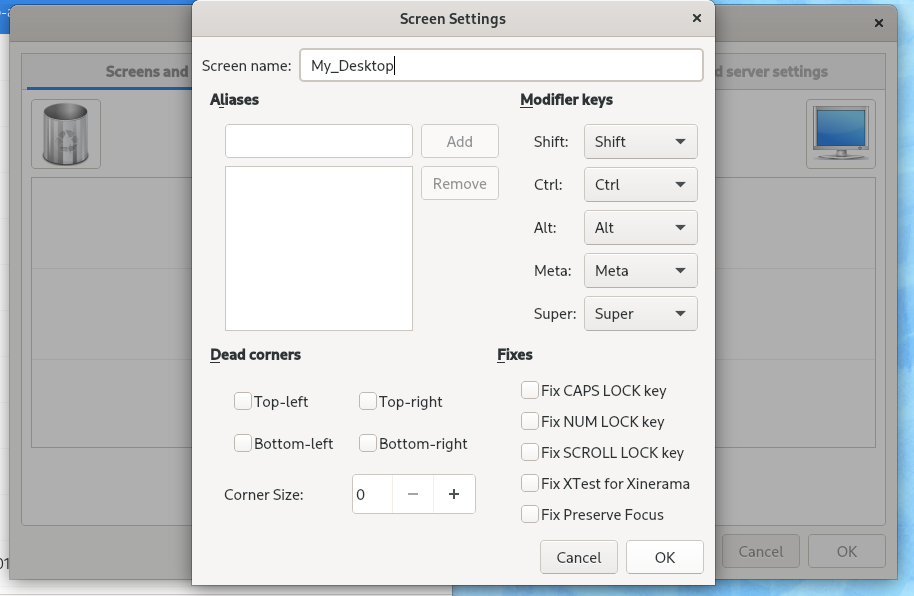 Screen Settings
Screen name: My_Desktop
Aliases
Modifier keys
Screens and
d server settings
Add
Remove
Shift: Shift
Ctrl: Ctrl
Alt: Alt
Meta: Meta
Super: Super
Dead corners
Fixes
Top-left
Top-right
Bottom-left
Bottom-right
Corner Size: 0 − +
Fix CAPS LOCK key
Fix NUM LOCK key
Fix SCROLL LOCK key
Fix XTest for Xinerama
Fix Preserve Focus
Cancel
OK
Cancel
OK